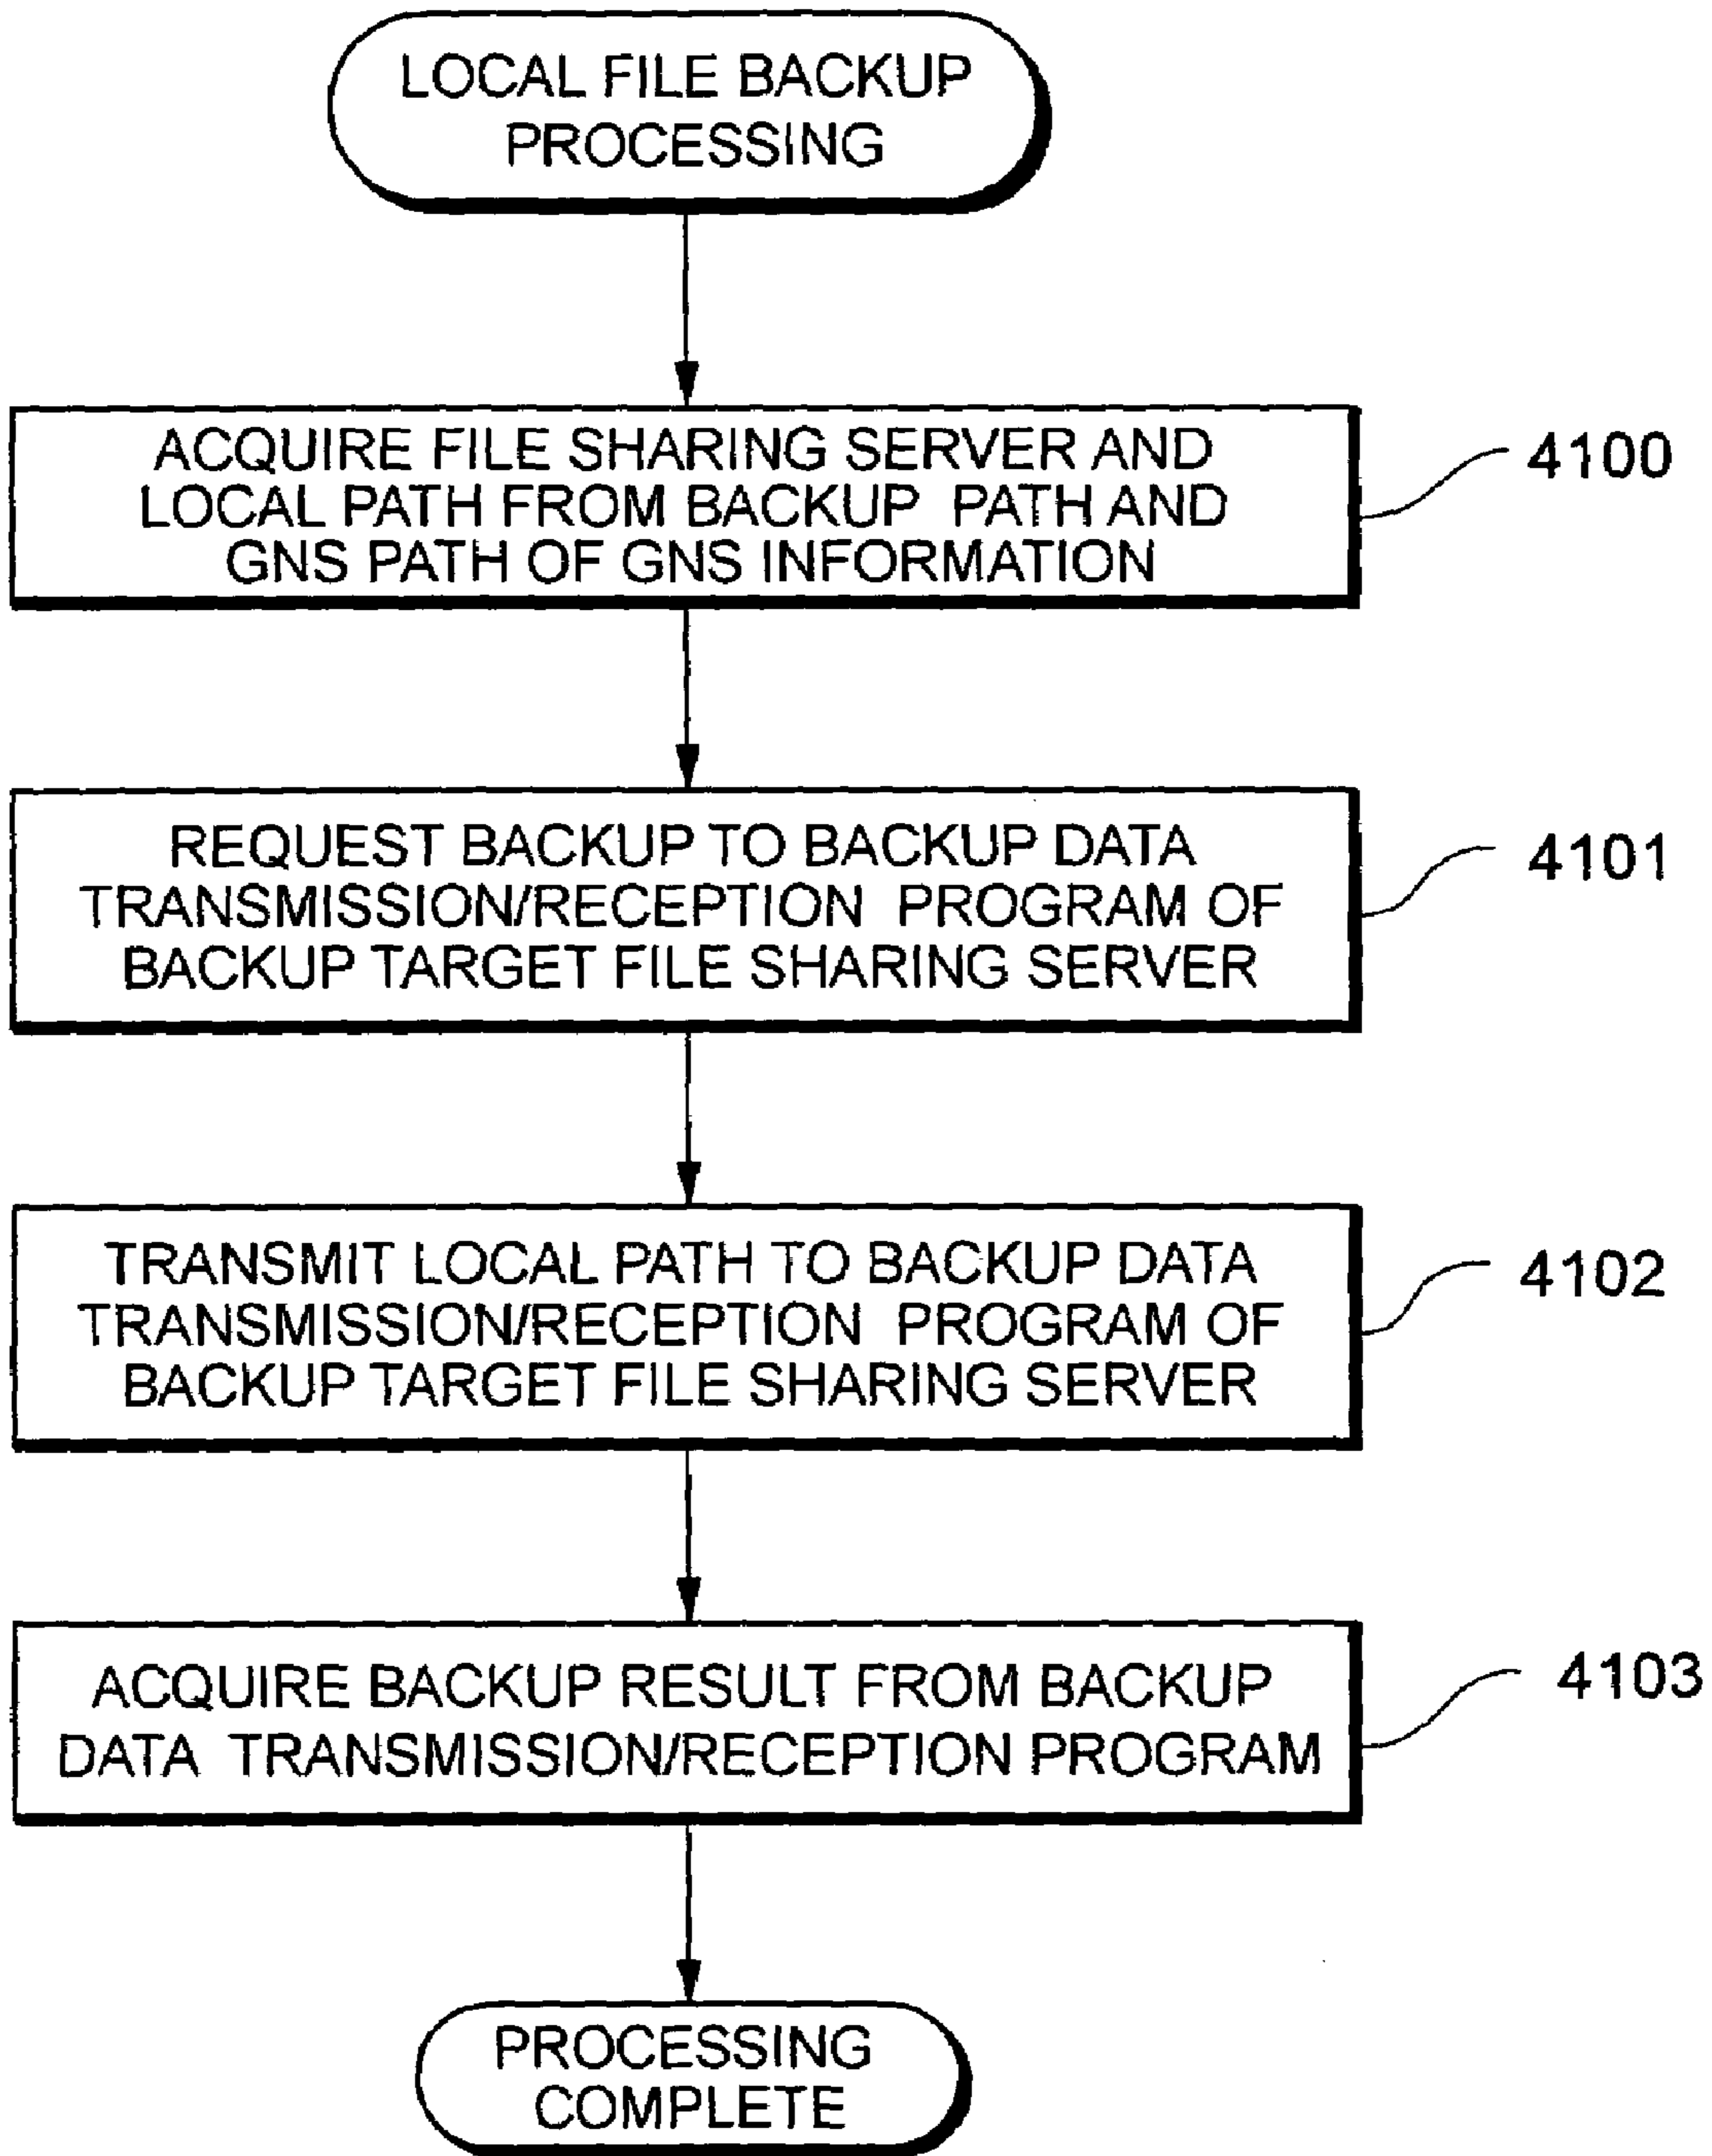 LOCAL FILE BACKUP
PROCESSING
ACQUIRE FILE SHARING SERVER AND
LOCAL PATH FROM BACKUP PATH AND
GNS PATH OF GNS INFORMATION
4100
REQUEST BACKUP TO BACKUP DATA
TRANSMISSION/RECEPTION PROGRAM OF
BACKUP TARGET FILE SHARING SERVER
4101
TRANSMIT LOCAL PATH TO BACKUP DATA
TRANSMISSION/RECEPTION PROGRAM OF
BACKUP TARGET FILE SHARING SERVER
4102
ACQUIRE BACKUP RESULT FROM BACKUP
DATA TRANSMISSION/RECEPTION PROGRAM
4103
PROCESSING
COMPLETE